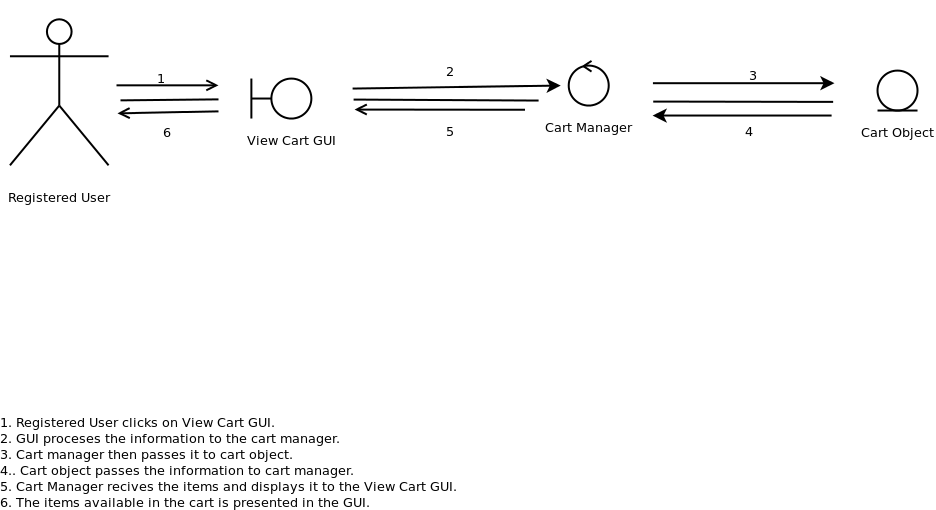 1
2
3
6
5
4
View Cart GUI
Cart Manager
Cart Object
Registered User
1. Registered User clicks on View Cart GUI.
2. GUI proceses the information to the cart manager.
3. Cart manager then passes it to cart object.
4.. Cart object passes the information to cart manager.
5. Cart Manager recives the items and displays it to the View Cart GUI.
6. The items available in the cart is presented in the GUI.